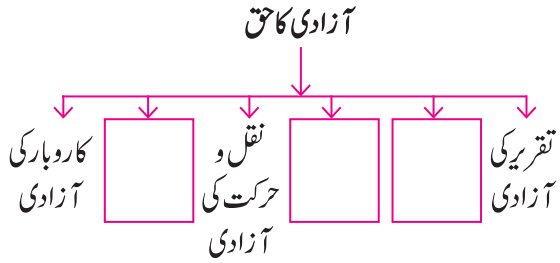 آزادی کا حق
تقریر کی
آزادی
نقل و
حرکت کی
آزادی
کاروبار کی
آزادی